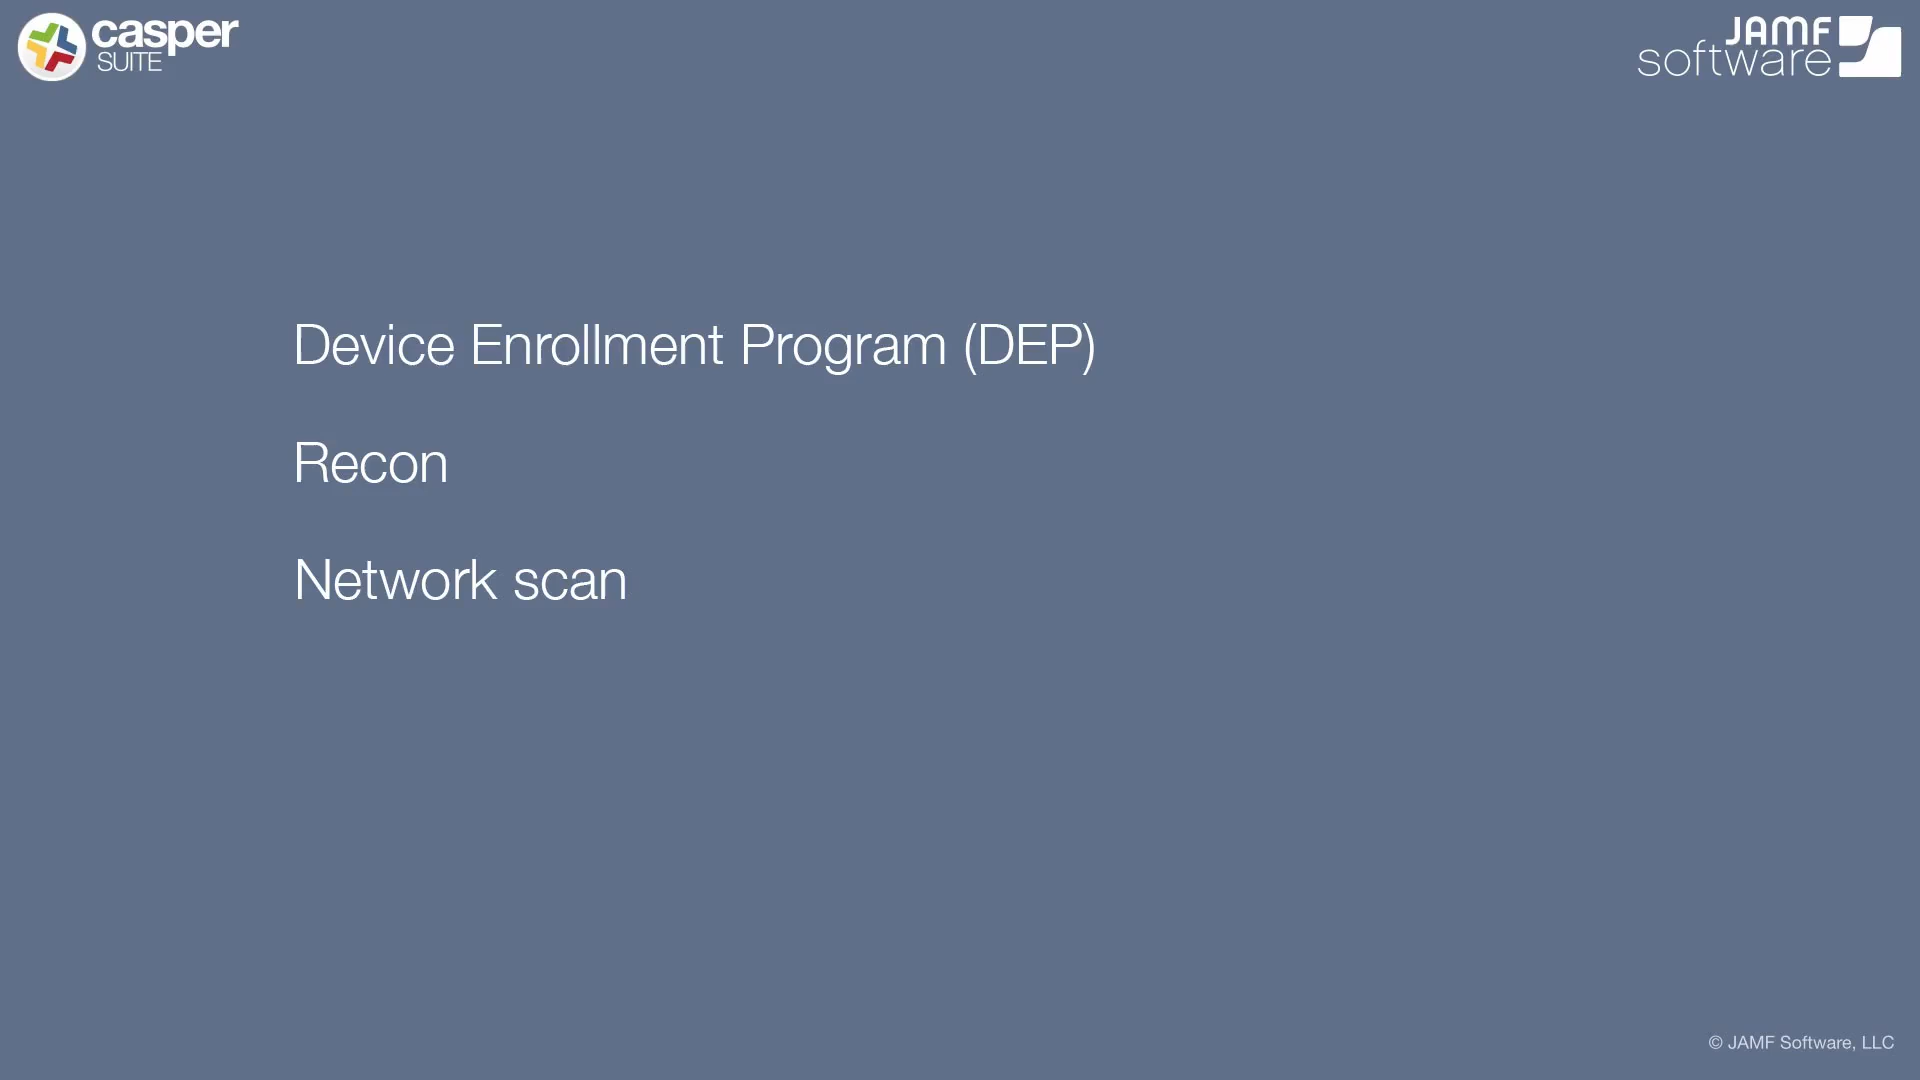 casper
SUITE
JAMF
software
Device Enrollment Program (DEP)
Recon
Network scan
© JAMF Software, LLC